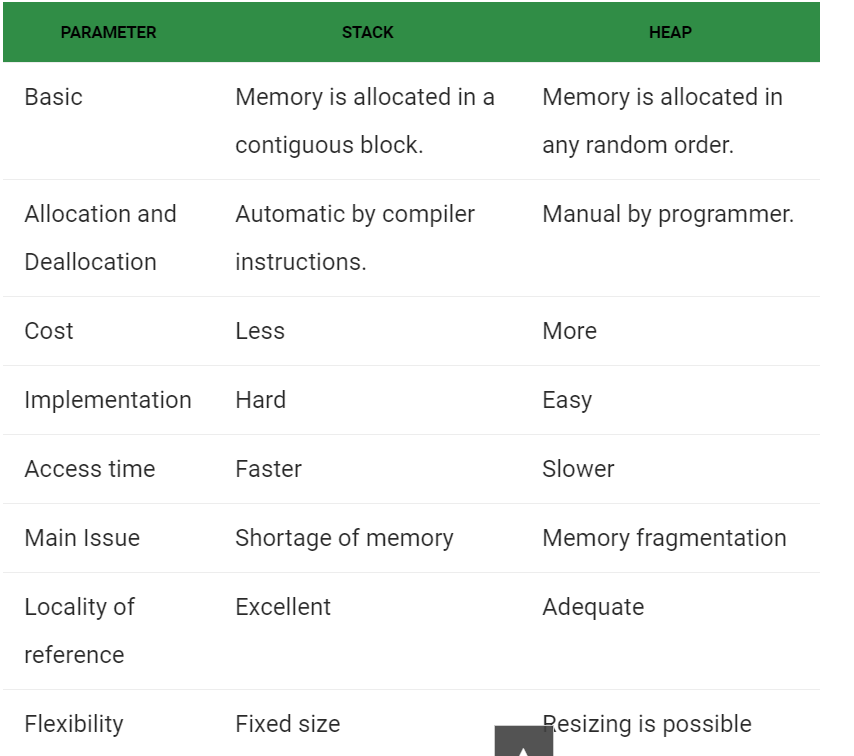 PARAMETER STACK HEAP
Basic Memory is allocated in a Memory is allocated in
contiguous block. any random order.
Allocation and Automatic by compiler Manual by programmer.
Deallocation instructions.
Cost Less More
Implementation Hard Easy
Access time Faster Slower
Main Issue Shortage of memory Memory fragmentation
Locality of Excellent Adequate
reference
Flexibility Fixed size Resizing is possible